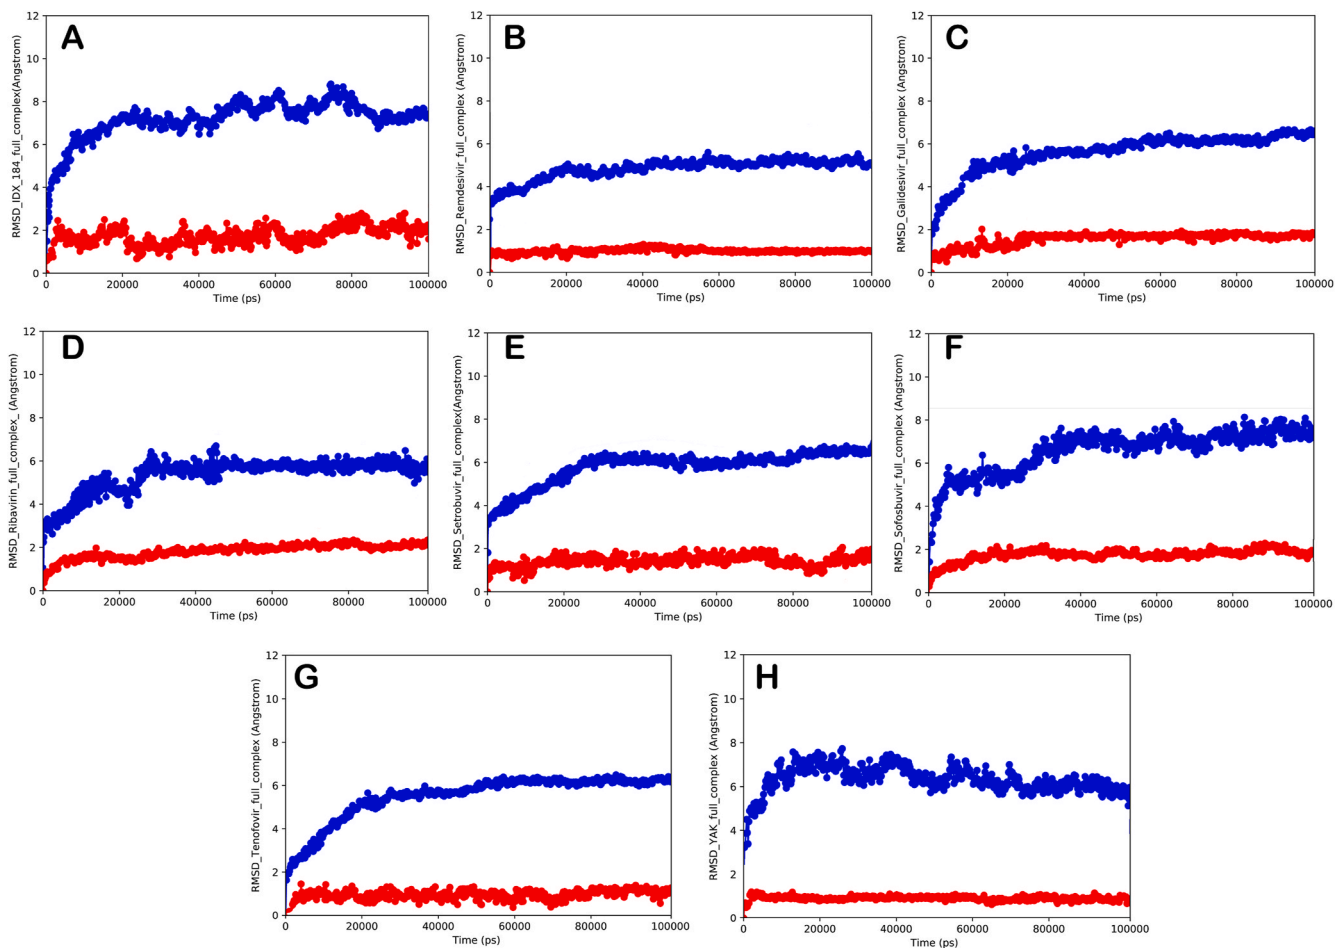 A
RMSD_IDX_184_full_complex(Angstrom)
12
10
8
6
4
2
0
0 20000 40000 60000 80000 100000
Time (ps)
B
RMSD_Remdesivir_full_complex (Angstrom)
12
10
8
6
4
2
0
0 20000 40000 60000 80000 100000
Time (ps)
C
RMSD_Galidesivir_full_complex (Angstrom)
12
10
8
6
4
2
0
0 20000 40000 60000 80000 100000
Time (ps)
D
RMSD_Ribavirin_full_complex_ (Angstrom)
12
10
8
6
4
2
0
0 20000 40000 60000 80000 100000
Time (ps)
E
RMSD_Setrobuvir_full_complex(Angstrom)
12
10
8
6
4
2
0
0 20000 40000 60000 80000 100000
Time (ps)
F
RMSD_Sofosbuvir_full_complex (Angstrom)
12
10
8
6
4
2
0
0 20000 40000 60000 80000 100000
Time (ps)
G
RMSD_Tenofovir_full_complex (Angstrom)
12
10
8
6
4
2
0
0 20000 40000 60000 80000 100000
Time (ps)
H
RMSD_YAK_full_complex (Angstrom)
12
10
8
6
4
2
0
0 20000 40000 60000 80000 100000
Time (ps)